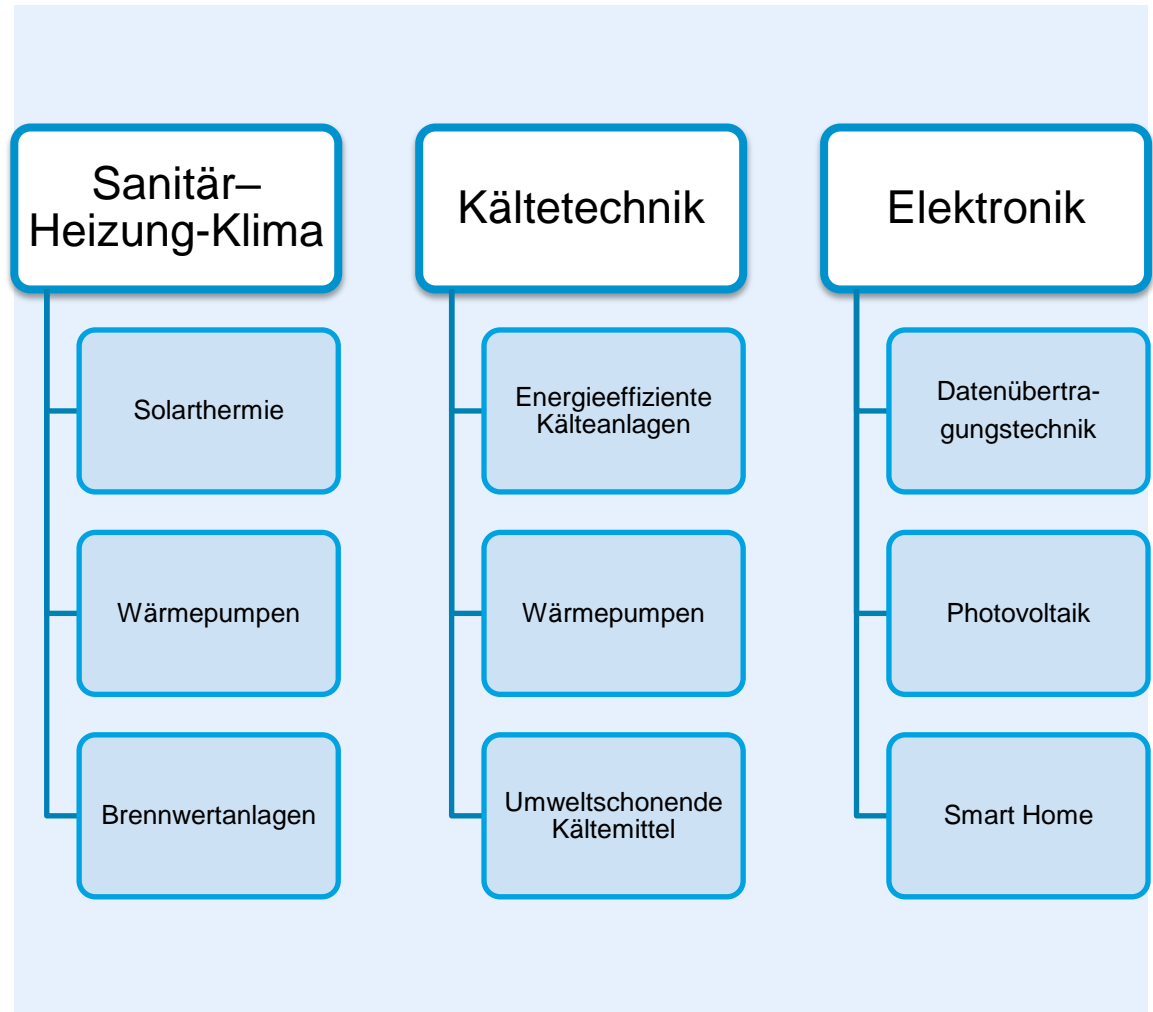 Sanitär–
Heizung-Klima
Solarthermie
Wärmepumpen
Brennwertanlagen
Kältetechnik
Energieeffiziente
Kälteanlagen
Wärmepumpen
Umweltschonende
Kältemittel
Elektronik
Datenübertra-
gungstechnik
Photovoltaik
Smart Home